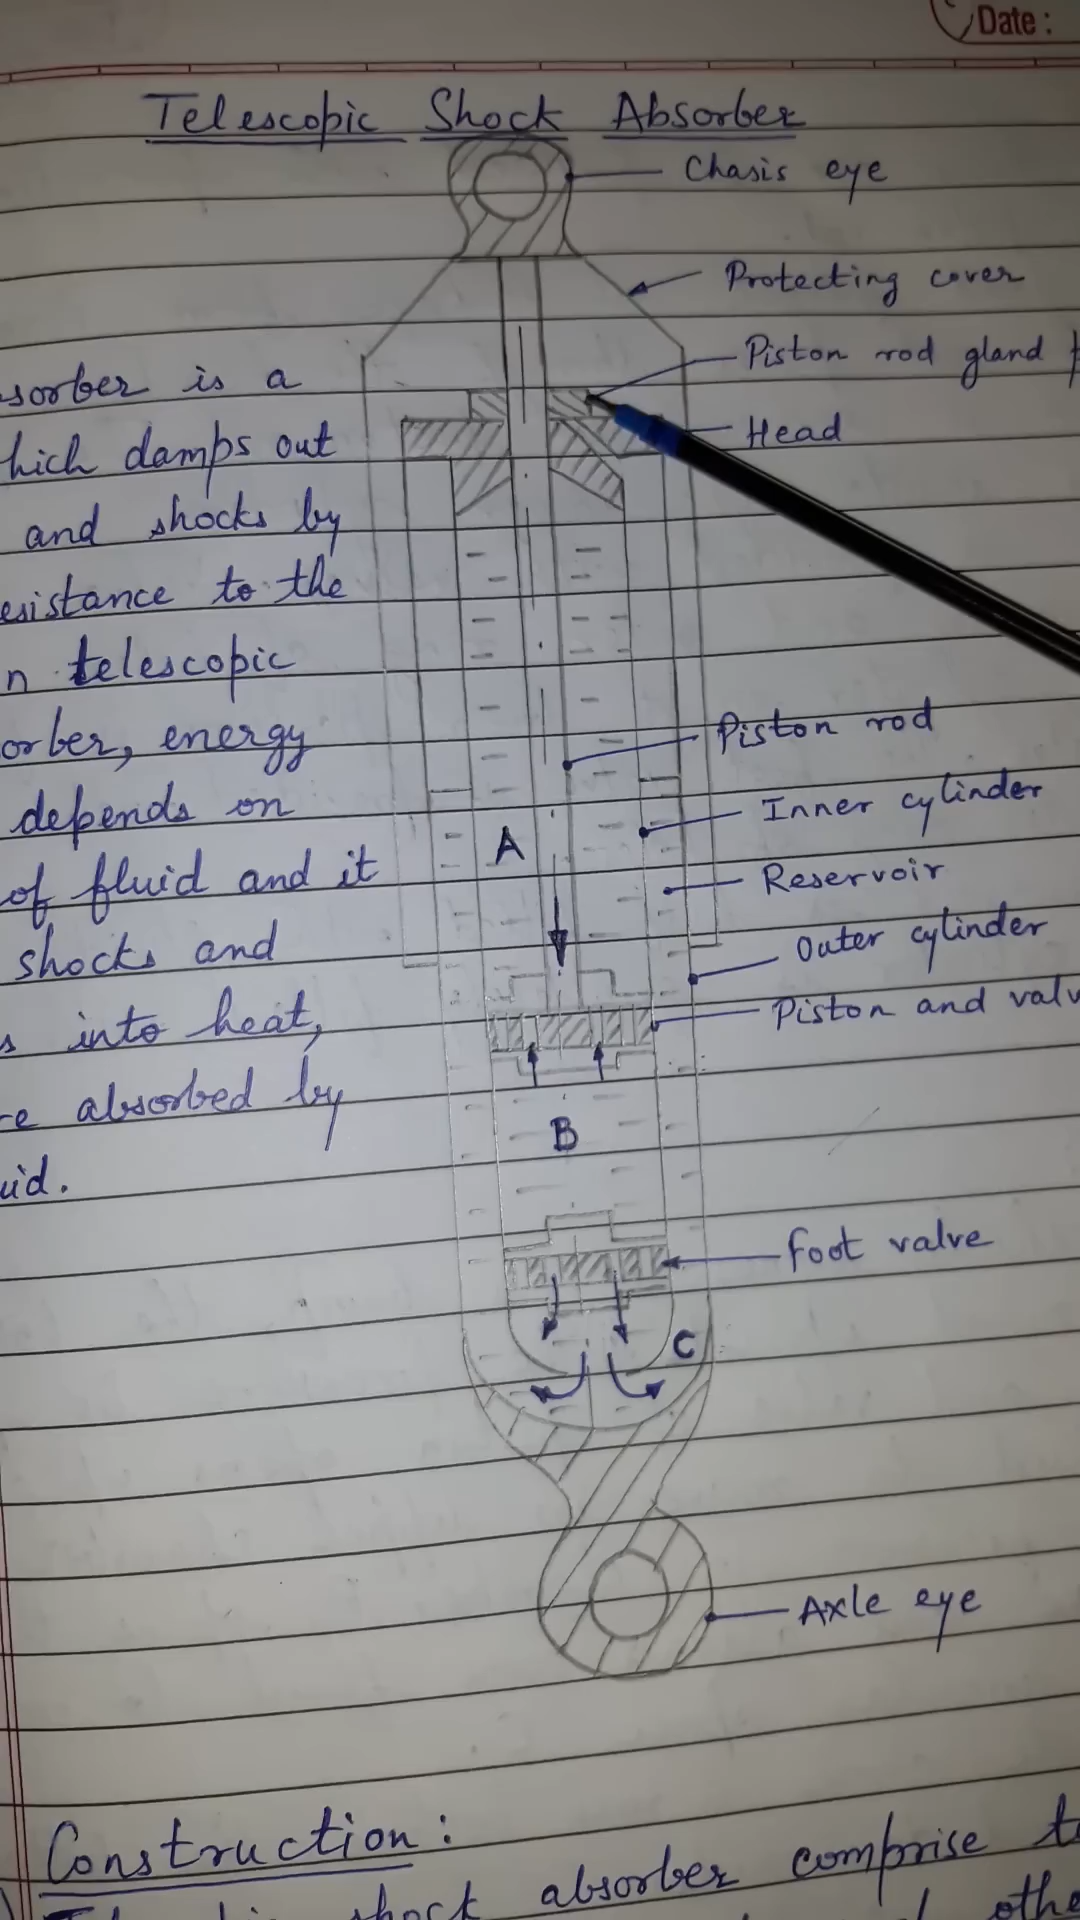 Date :
Telescopic Shock Absorber
Chasis eye
Protecting cover
Piston rod gland
Head
Piston rod
Inner cylinder
Reservoir
Outer cylinder
Piston and valv
foot valve
Axle eye
A
B
C
sorber is a
hich damps out
and shocks by
esistance to the
n telescopic
orber, energy
depends on
of fluid and it
shocks and
s into heat,
e absorbed by
uid.
Construction :
shock absorber comprise
othe